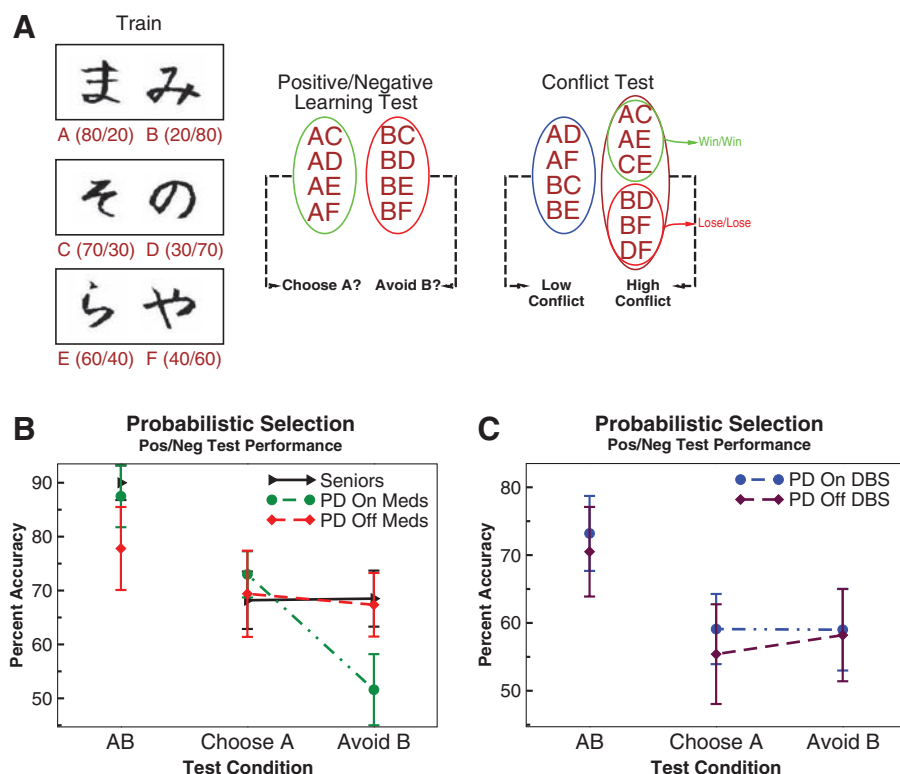 A
Train
まみ
A (80/20) B (20/80)
その
C (70/30) D (30/70)
らや
E (60/40) F (40/60)
Positive/Negative
Learning Test
AC
AD
AE
AF
BC
BD
BE
BF
Choose A? Avoid B?
Conflict Test
AD
AF
BC
BE
AC
AE
CE
Win/Win
BD
BF
DF
Lose/Lose
Low
Conflict
High
Conflict
B
Probabilistic Selection
Pos/Neg Test Performance
Seniors
PD On Meds
PD Off Meds
Percent Accuracy
90
80
70
60
50
AB Choose A Avoid B
Test Condition
C
Probabilistic Selection
Pos/Neg Test Performance
PD On DBS
PD Off DBS
Percent Accuracy
80
70
60
50
AB Choose A Avoid B
Test Condition